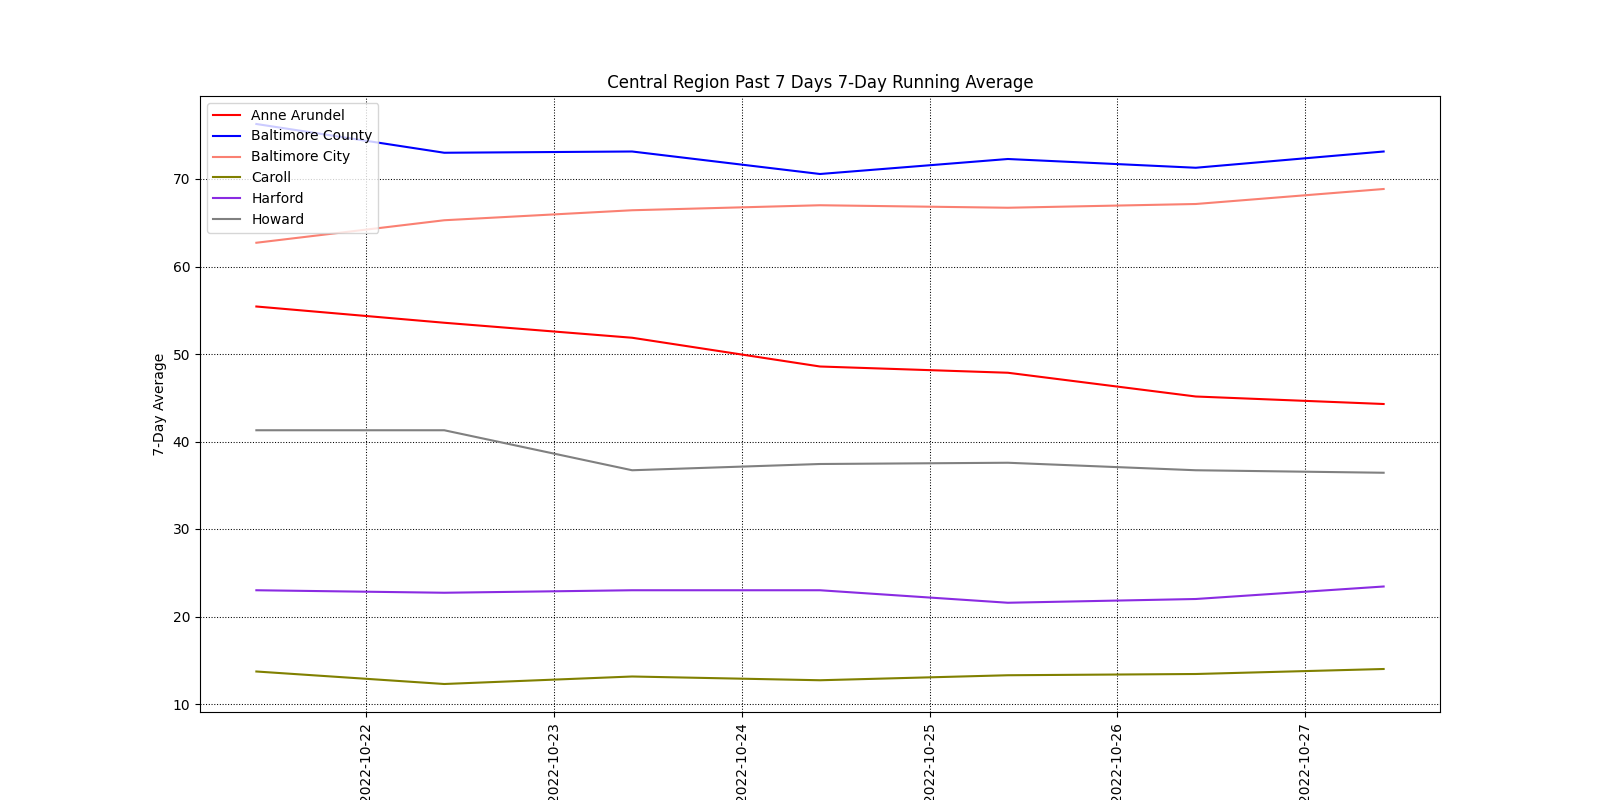 Central Region Past 7 Days 7-Day Running Average
Anne Arundel
Baltimore County
Baltimore City
Caroll
Harford
Howard
7-Day Average
70
60
50
40
30
20
10
2022-10-22
2022-10-23
2022-10-24
2022-10-25
2022-10-26
2022-10-27